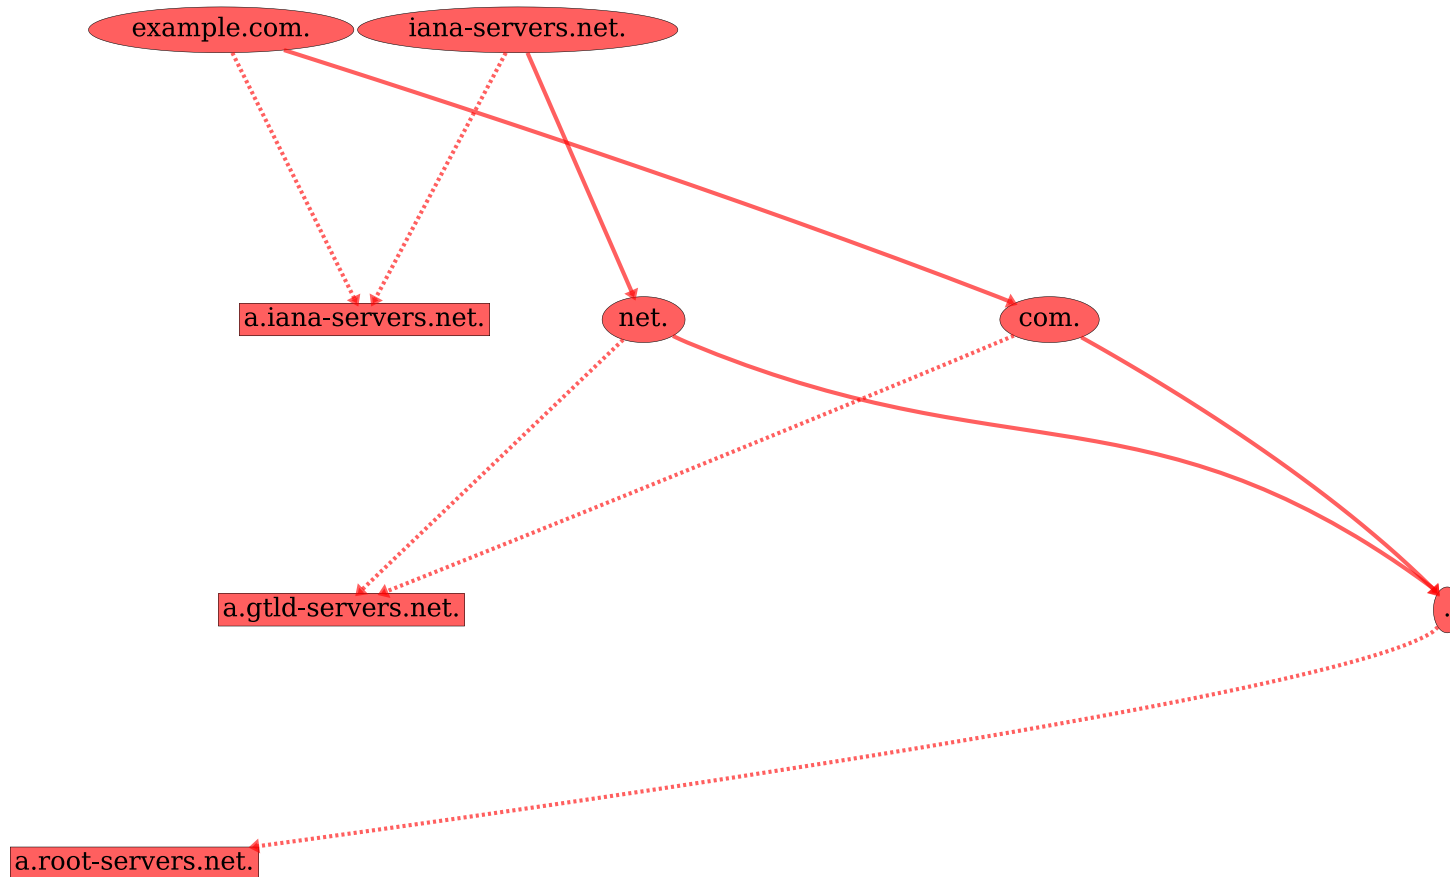 example.com.
iana-servers.net.
a.iana-servers.net.
net.
com.
a.gtld-servers.net.
.
a.root-servers.net.